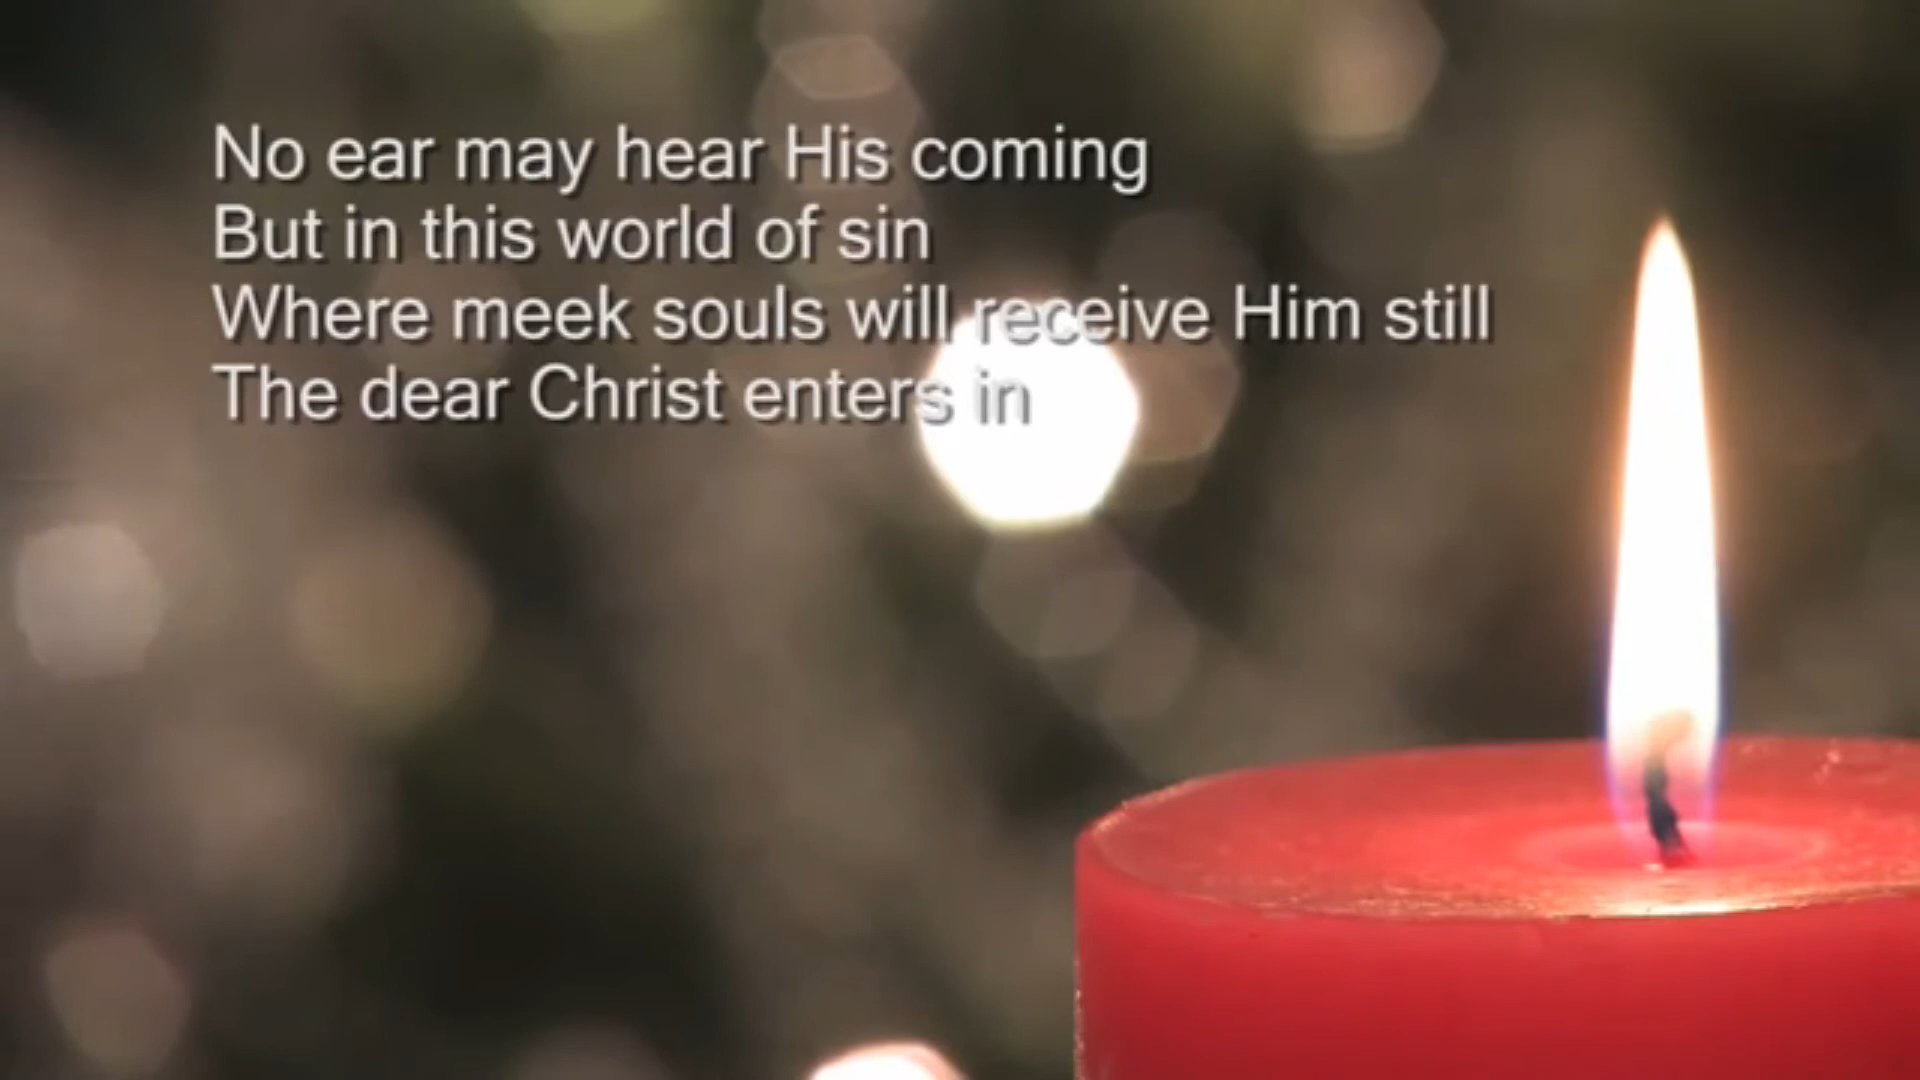 No ear may hear His coming
But in this world of sin
Where meek souls will receive Him still
The dear Christ enters in